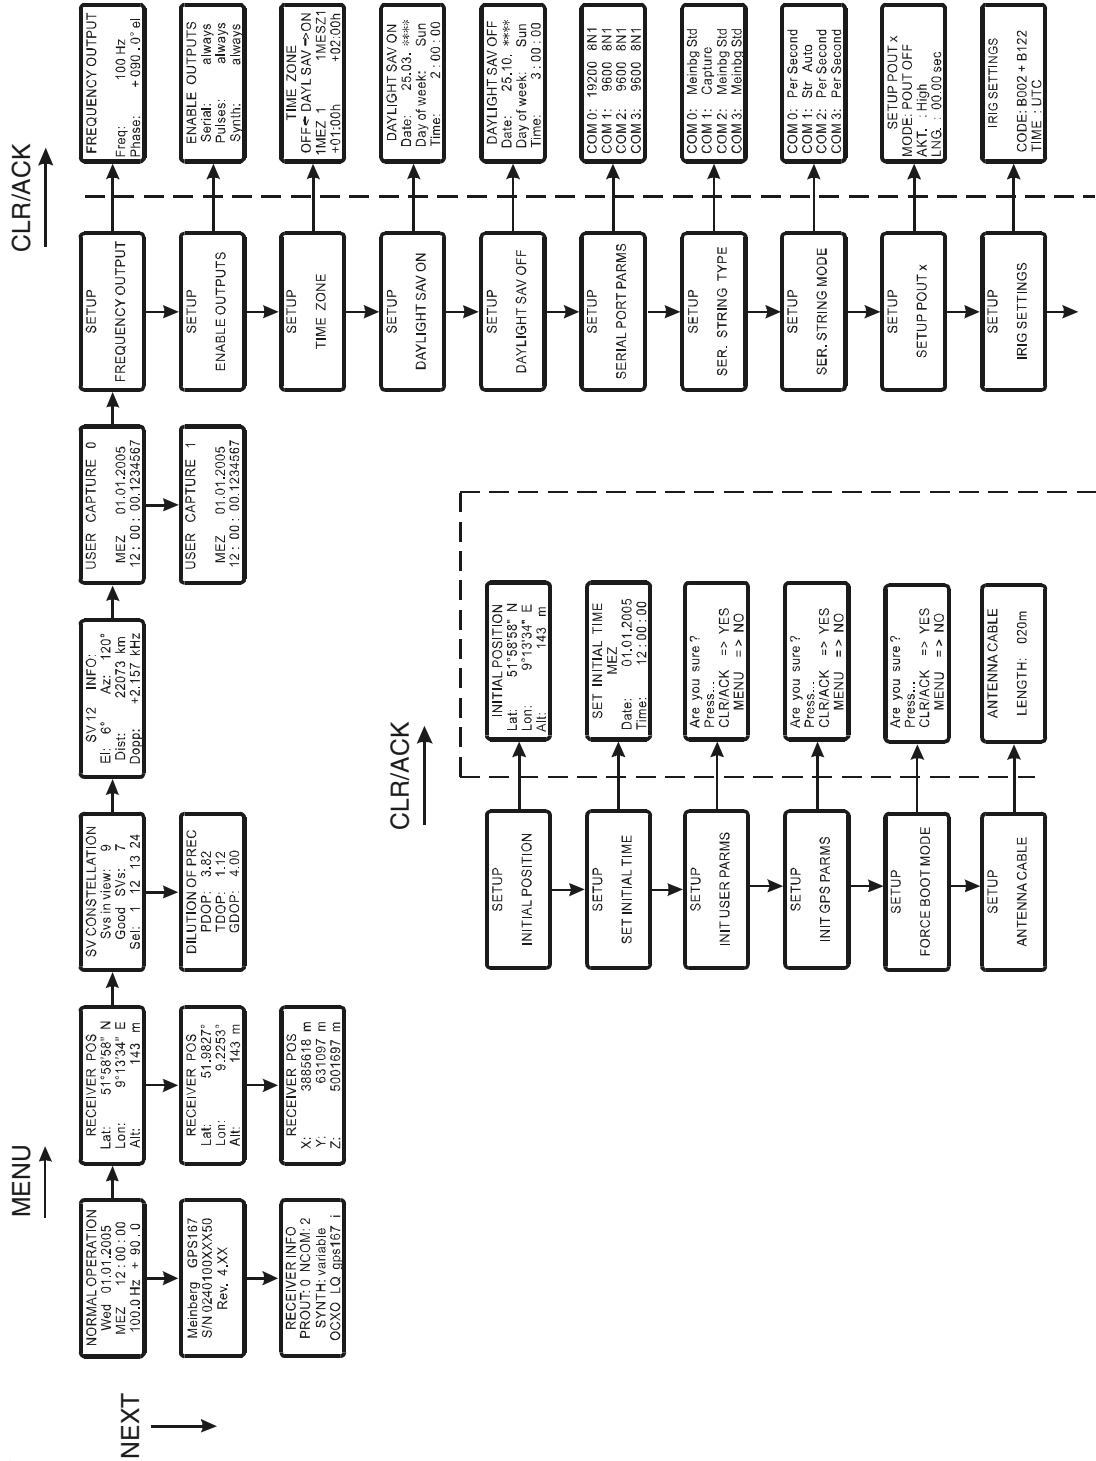 MENU
CLR/ACK
NEXT
NORMAL OPERATION
Wed 01.01.2005
MEZ 12:00:00
100.0 Hz + 90.0
Meinberg GPS167
S/N 0240100XXX50
Rev. 4.XX
RECEIVER INFO
PROUT: 0 NCOM: 2
SYNTH: variable
OCXO LQ gps167 i
RECEIVER POS
Lat: 51°58'58" N
Lon: 9°13'34" E
Alt: 143 m
RECEIVER POS
Lat: 51.9827°
Lon: 9.2253°
Alt: 143 m
RECEIVER POS
X: 3885618 m
Y: 631097 m
Z: 5001697 m
SV CONSTELLATION
Svs in view: 9
Good SVs: 7
Sel: 1 12 13 24
DILUTION OF PREC
PDOP: 3.82
TDOP: 1.12
GDOP: 4.00
SV 12 INFO:
El: 6° Az: 120°
Dist: 22073 km
Dopp: +2.157 kHz
USER CAPTURE 0
MEZ 01.01.2005
12: 00: 00.1234567
USER CAPTURE 1
MEZ 01.01.2005
12: 00: 00.1234567
SETUP
FREQUENCY OUTPUT
FREQUENCY OUTPUT
Freq: 100 Hz
Phase: +090.0° el
SETUP
ENABLE OUTPUTS
ENABLE OUTPUTS
Serial: always
Pulses: always
Synth: always
SETUP
TIME ZONE
TIME ZONE
OFF<= DAYL SAV =>ON
1MEZ 1 1MESZ1
+01:00h +02:00h
SETUP
DAYLIGHT SAV ON
DAYLIGHT SAV ON
Date: 25.03. ****
Day of week: Sun
Time: 2:00:00
SETUP
DAYLIGHT SAV OFF
DAYLIGHT SAV OFF
Date: 25.10. ****
Day of week: Sun
Time: 3:00:00
SETUP
SERIAL PORT PARMS
COM 0: 19200 8N1
COM 1: 9600 8N1
COM 2: 9600 8N1
COM 3: 9600 8N1
SETUP
SER. STRING TYPE
COM 0: Meinbg Std
COM 1: Capture
COM 2: Meinbg Std
COM 3: Meinbg Std
SETUP
SER. STRING MODE
COM 0: Per Second
COM 1: Str Auto
COM 2: Per Second
COM 3: Per Second
SETUP
SETUP POUT x
SETUP POUT x
MODE: POUT OFF
AKT. : High
LNG. : 00.00 sec
SETUP
IRIG SETTINGS
IRIG SETTINGS
CODE: B002 + B122
TIME : UTC
CLR/ACK
SETUP
INITIAL POSITION
INITIAL POSITION
Lat: 51°58'58" N
Lon: 9°13'34" E
Alt: 143 m
SETUP
SET INITIAL TIME
SET INITIAL TIME
MEZ
Date: 01.01.2005
Time: 12:00:00
SETUP
INIT USER PARMS
Are you sure?
Press...
CLR/ACK => YES
MENU => NO
SETUP
INIT GPS PARMS
Are you sure?
Press...
CLR/ACK => YES
MENU => NO
SETUP
FORCE BOOT MODE
Are you sure?
Press...
CLR/ACK => YES
MENU => NO
SETUP
ANTENNA CABLE
ANTENNA CABLE
LENGTH: 020m